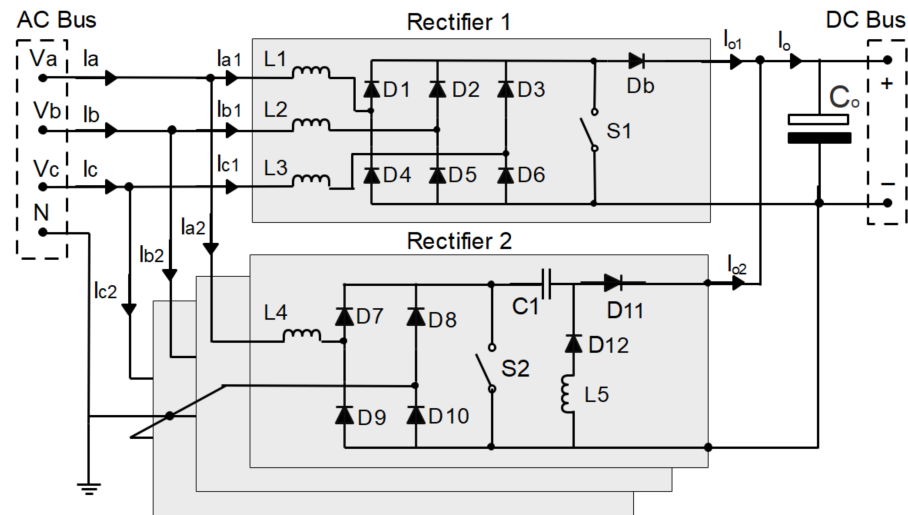 AC Bus
Rectifier 1
DC Bus
Va
Ia
Ia1
L1
D1
D2
D3
Db
Io1
Io
+
Vb
Ib
Ib1
L2
S1
Co
Vc
Ic
Ic1
L3
D4
D5
D6
−
N
Ia2
Rectifier 2
Ib2
Io2
Ic2
L4
D7
D8
C1
D11
S2
D12
L5
D9
D10